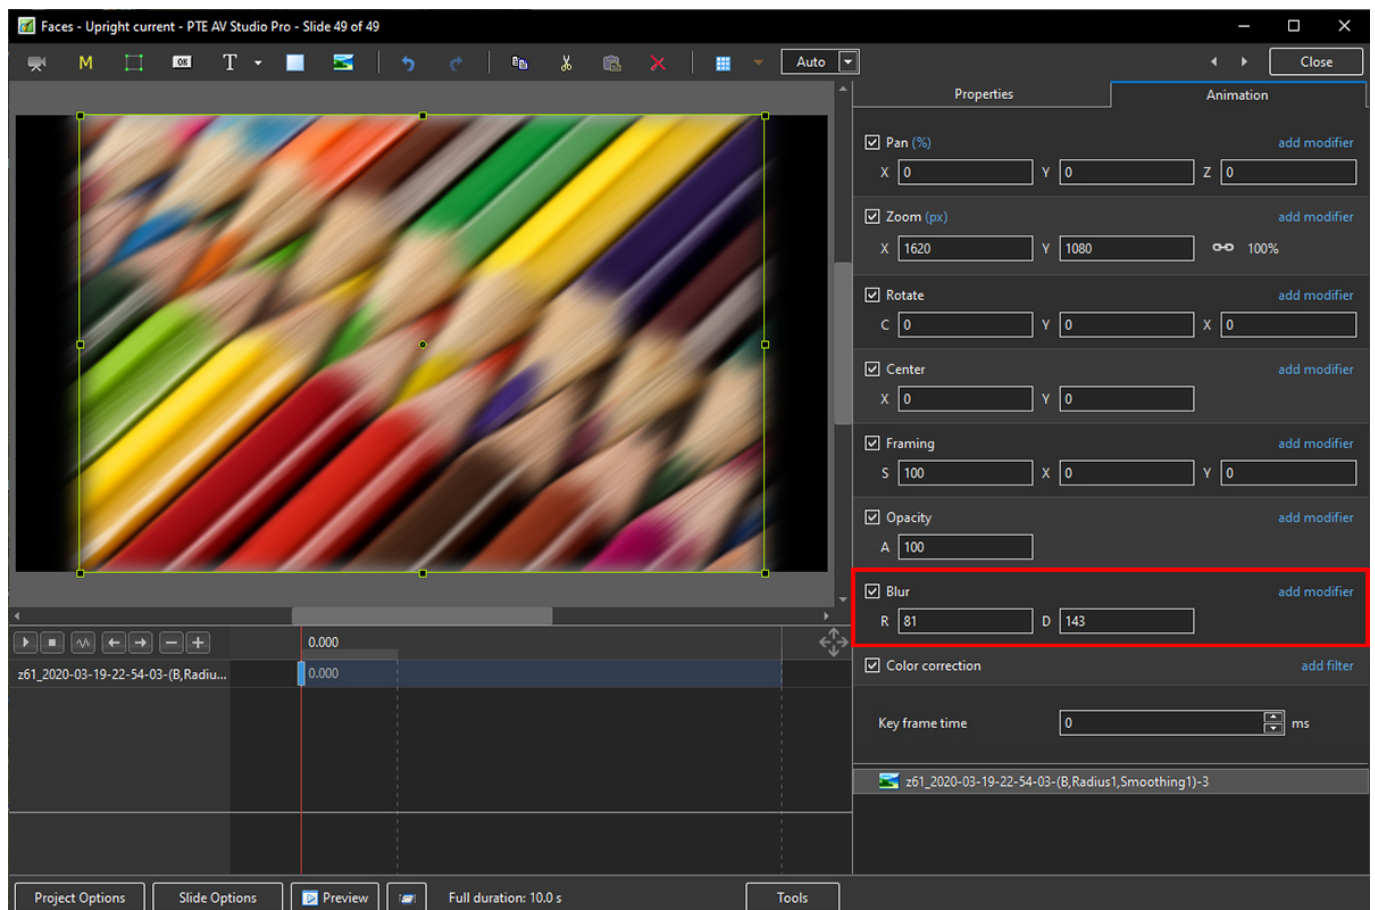 Faces - Upright current - PTE AV Studio Pro - Slide 49 of 49
M OK T Auto Close
Properties Animation
Pan (%) add modifier
X 0 Y 0 Z 0
Zoom (px) add modifier
X 1620 Y 1080 100%
Rotate add modifier
C 0 Y 0 X 0
Center add modifier
X 0 Y 0
Framing add modifier
S 100 X 0 Y 0
Opacity add modifier
A 100
Blur add modifier
R 81 D 143
Color correction add filter
Key frame time 0 ms
z61_2020-03-19-22-54-03-(B,Radius1,Smoothing1)-3
0.000
z61_2020-03-19-22-54-03-(B,Radiu... 0.000
Project Options Slide Options Preview Full duration: 10.0 s Tools